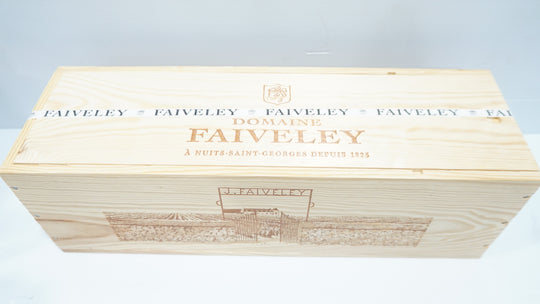 FAIVELEY FAIVELEY FAIVELEY FAIVELEY FAI
DOMAINE
FAIVELEY
À NUITS-SAINT-GEORGES DEPUIS 1825
J. FAIVELEY